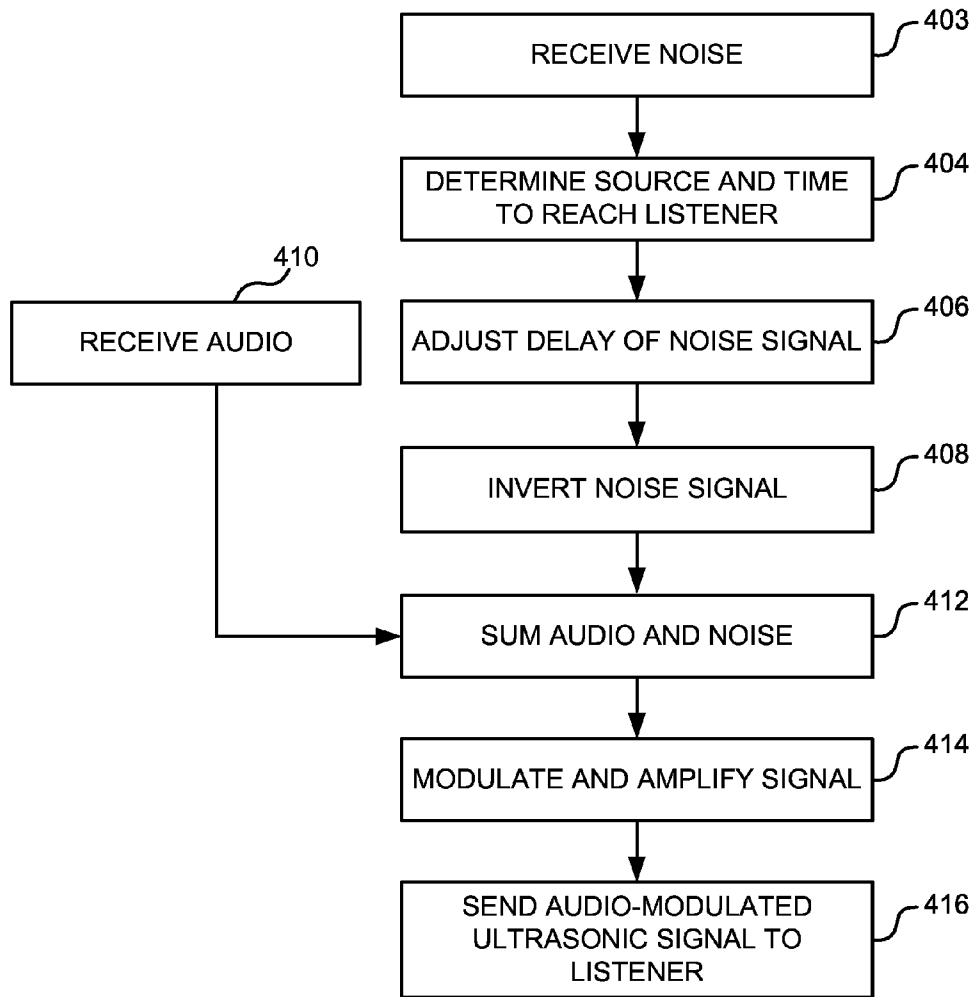 403
RECEIVE NOISE
404
DETERMINE SOURCE AND TIME
TO REACH LISTENER
410
RECEIVE AUDIO
406
ADJUST DELAY OF NOISE SIGNAL
408
INVERT NOISE SIGNAL
412
SUM AUDIO AND NOISE
414
MODULATE AND AMPLIFY SIGNAL
416
SEND AUDIO-MODULATED
ULTRASONIC SIGNAL TO
LISTENER